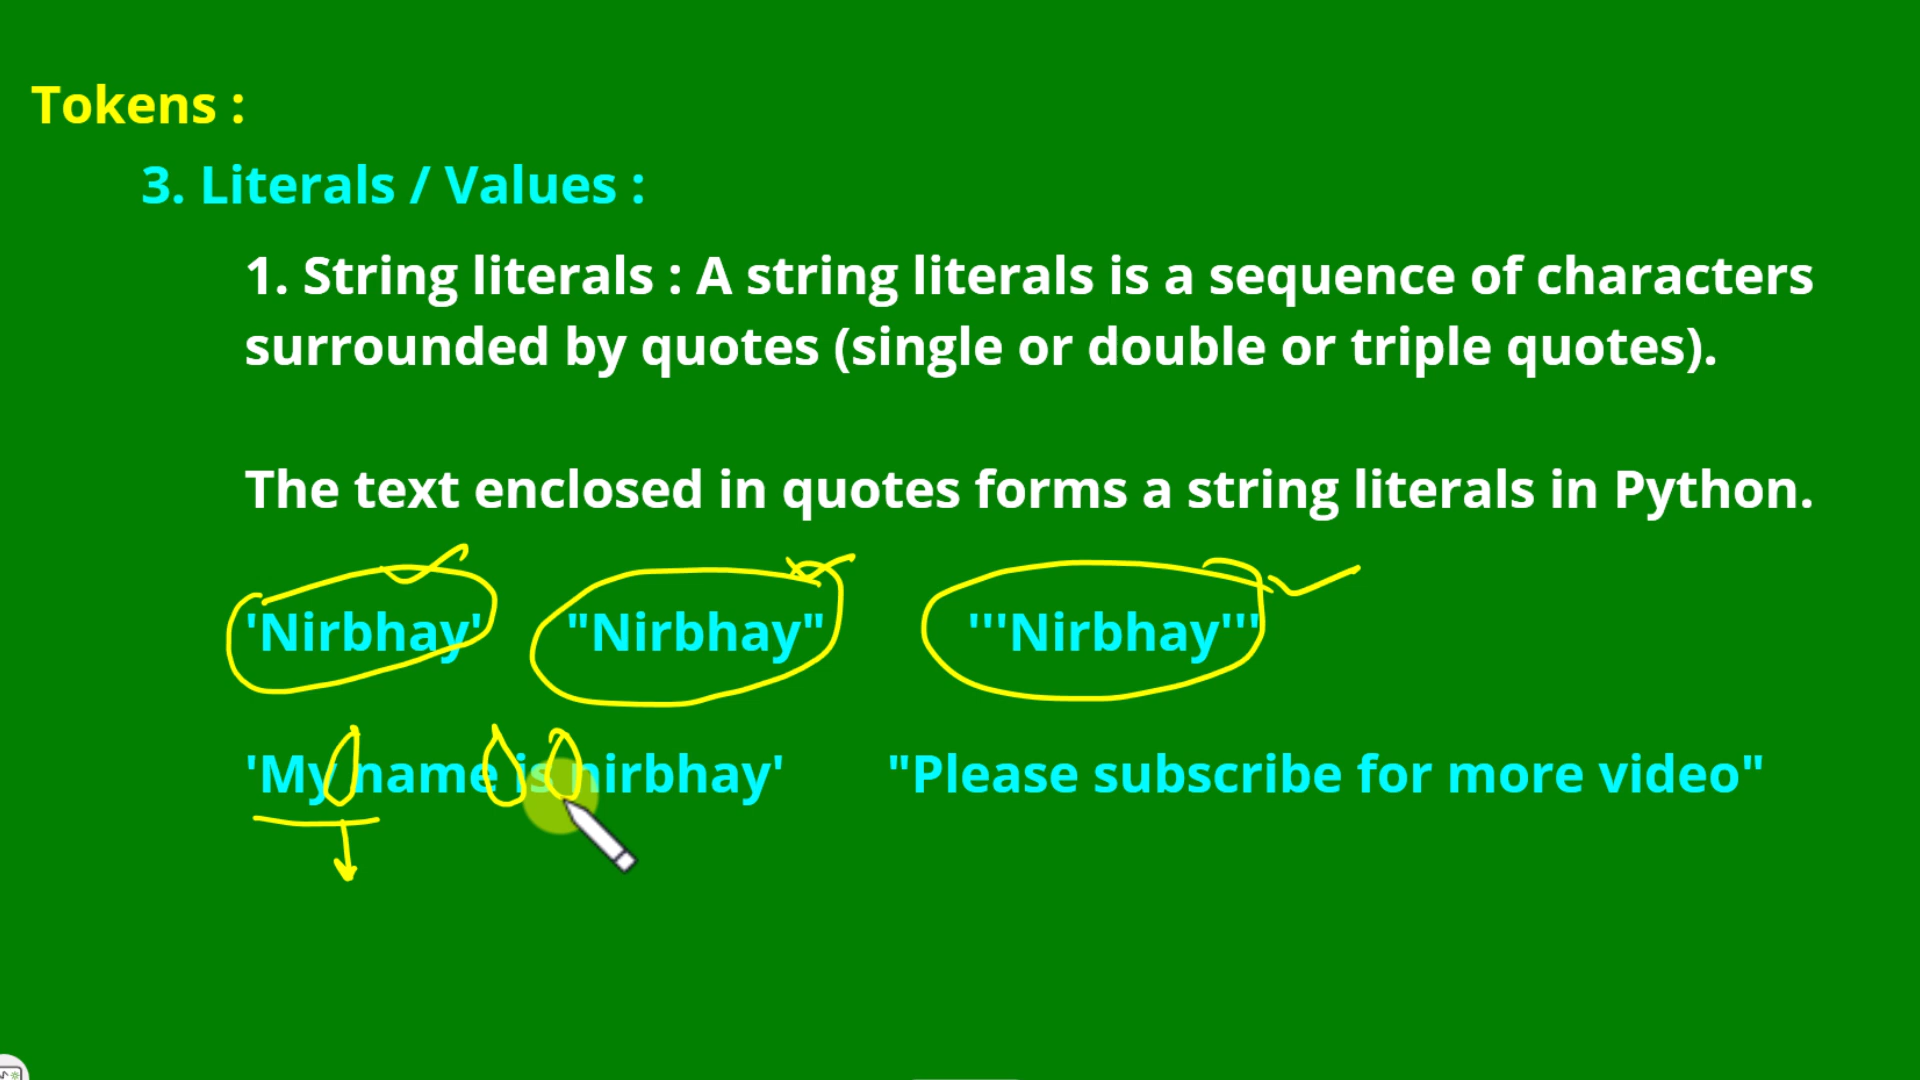 Tokens :
3. Literals / Values :
1. String literals : A string literals is a sequence of characters
surrounded by quotes (single or double or triple quotes).
The text enclosed in quotes forms a string literals in Python.
'Nirbhay' "Nirbhay" '''Nirbhay'''
'My name is nirbhay' "Please subscribe for more video"